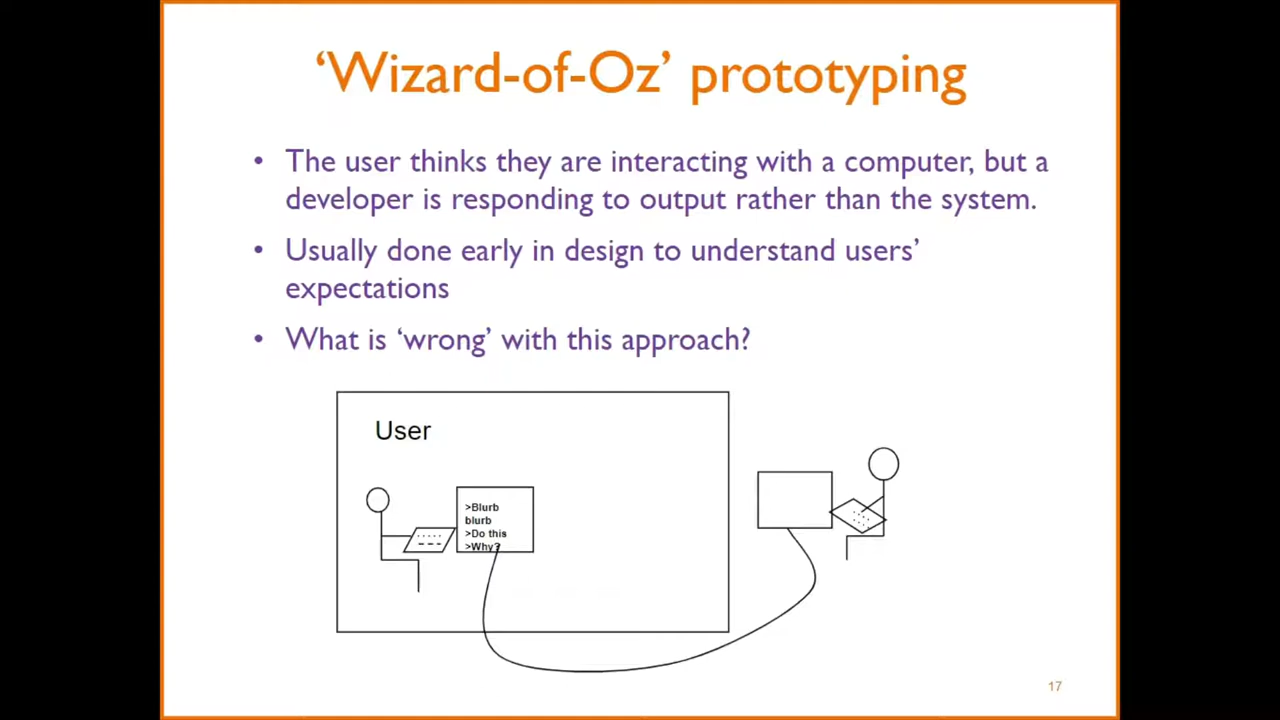 ‘Wizard-of-Oz’ prototyping
• The user thinks they are interacting with a computer, but a
developer is responding to output rather than the system.
• Usually done early in design to understand users’
expectations
• What is ‘wrong’ with this approach?
User
>Blurb
blurb
>Do this
>Why?
17